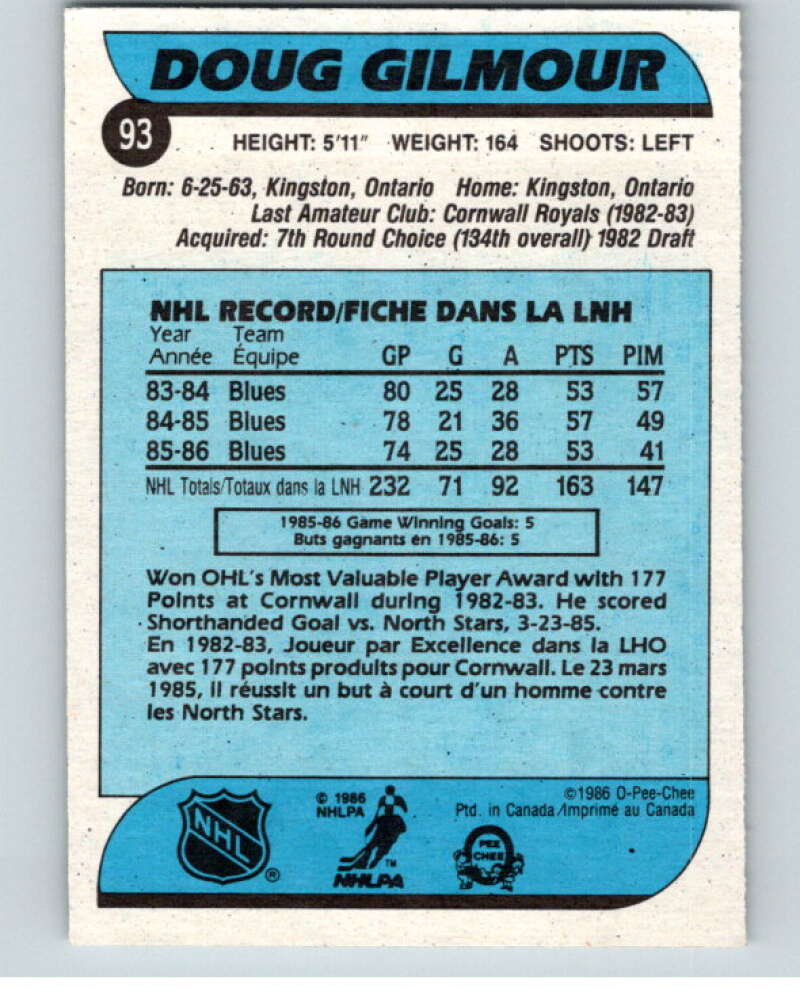 DOUG GILMOUR
93
HEIGHT: 5'11" WEIGHT: 164 SHOOTS: LEFT
Born: 6-25-63, Kingston, Ontario Home: Kingston, Ontario
Last Amateur Club: Cornwall Royals (1982-83)
Acquired: 7th Round Choice (134th overall) 1982 Draft
NHL RECORD/FICHE DANS LA LNH
Year Team
Année Équipe GP G A PTS PIM
83-84 Blues 80 25 28 53 57
84-85 Blues 78 21 36 57 49
85-86 Blues 74 25 28 53 41
NHL Totals/Totaux dans la LNH 232 71 92 163 147
1985-86 Game Winning Goals: 5
Buts gagnants en 1985-86: 5
Won OHL's Most Valuable Player Award with 177
Points at Cornwall during 1982-83. He scored
Shorthanded Goal vs. North Stars, 3-23-85.
En 1982-83, Joueur par Excellence dans la LHO
avec 177 points produits pour Cornwall. Le 23 mars
1985, il réussit un but à court d'un homme contre
les North Stars.
NHL ®
© 1986
NHLPA
™
NHLPA
©1986 O-Pee-Chee
Ptd. in Canada/Imprimé au Canada
PEE
CHEE